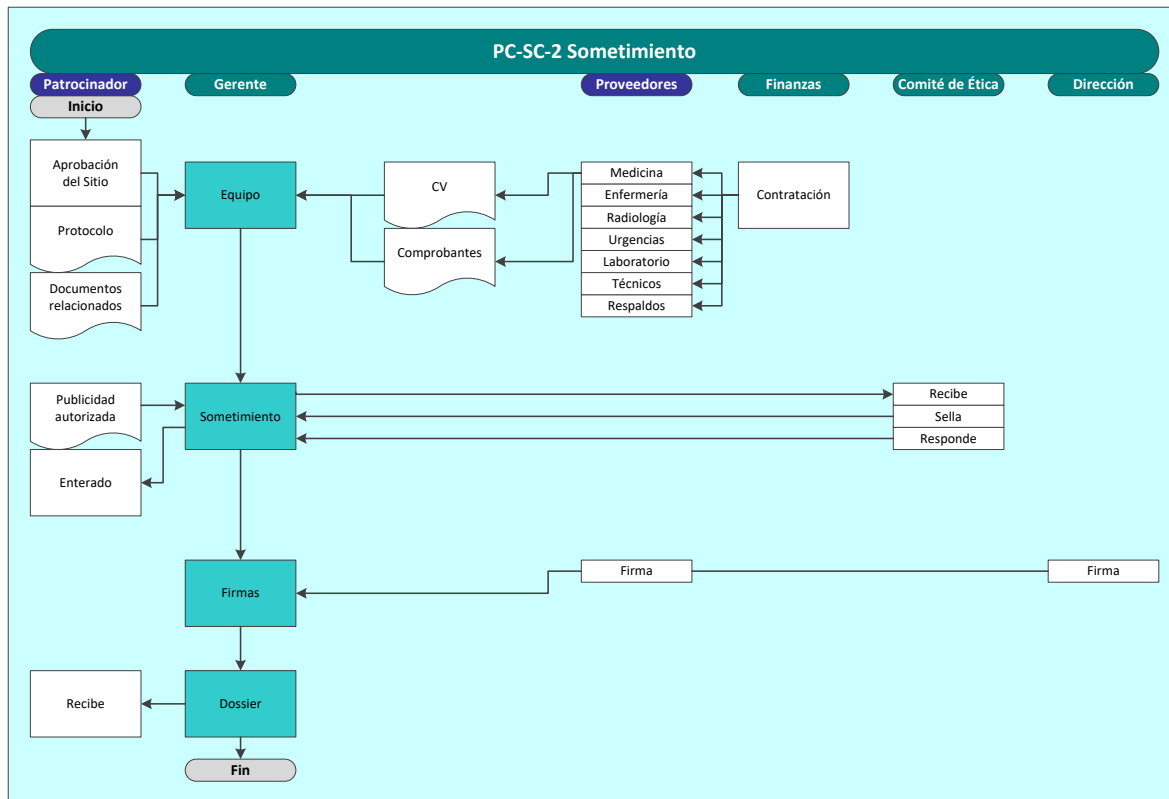 PC-SC-2 Sometimiento
Patrocinador
Gerente
Proveedores
Finanzas
Comité de Ética
Dirección
Inicio
Aprobación
del Sitio
Protocolo
Documentos
relacionados
Equipo
CV
Comprobantes
Medicina
Enfermería
Radiología
Urgencias
Laboratorio
Técnicos
Respaldos
Contratación
Publicidad
autorizada
Enterado
Sometimiento
Recibe
Sella
Responde
Firmas
Firma
Firma
Recibe
Dossier
Fin